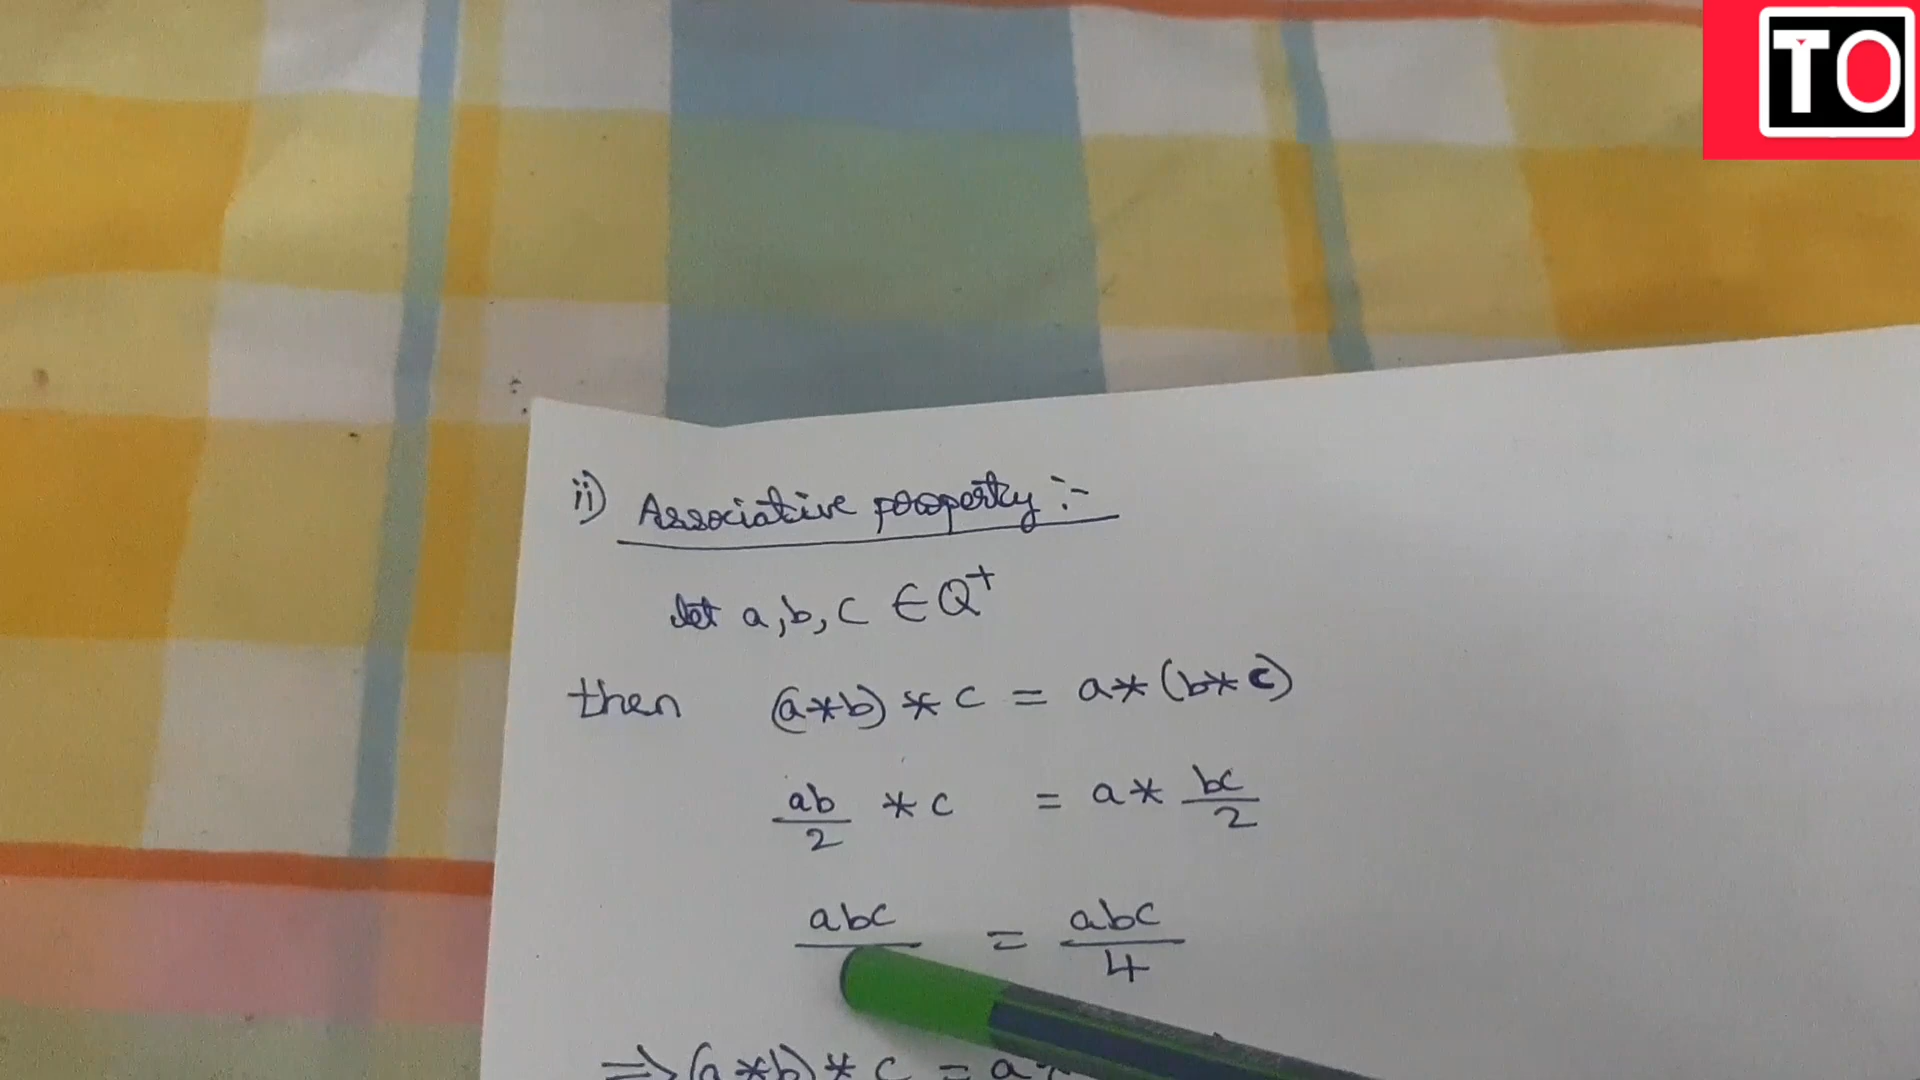 TO
ii) Associative property :-
let a, b, c ∈ Q⁺
then (a*b) * c = a * (b * c)
ab/2 * c = a * bc/2
abc/ = abc/4
⇒ (a*b) * c = a*